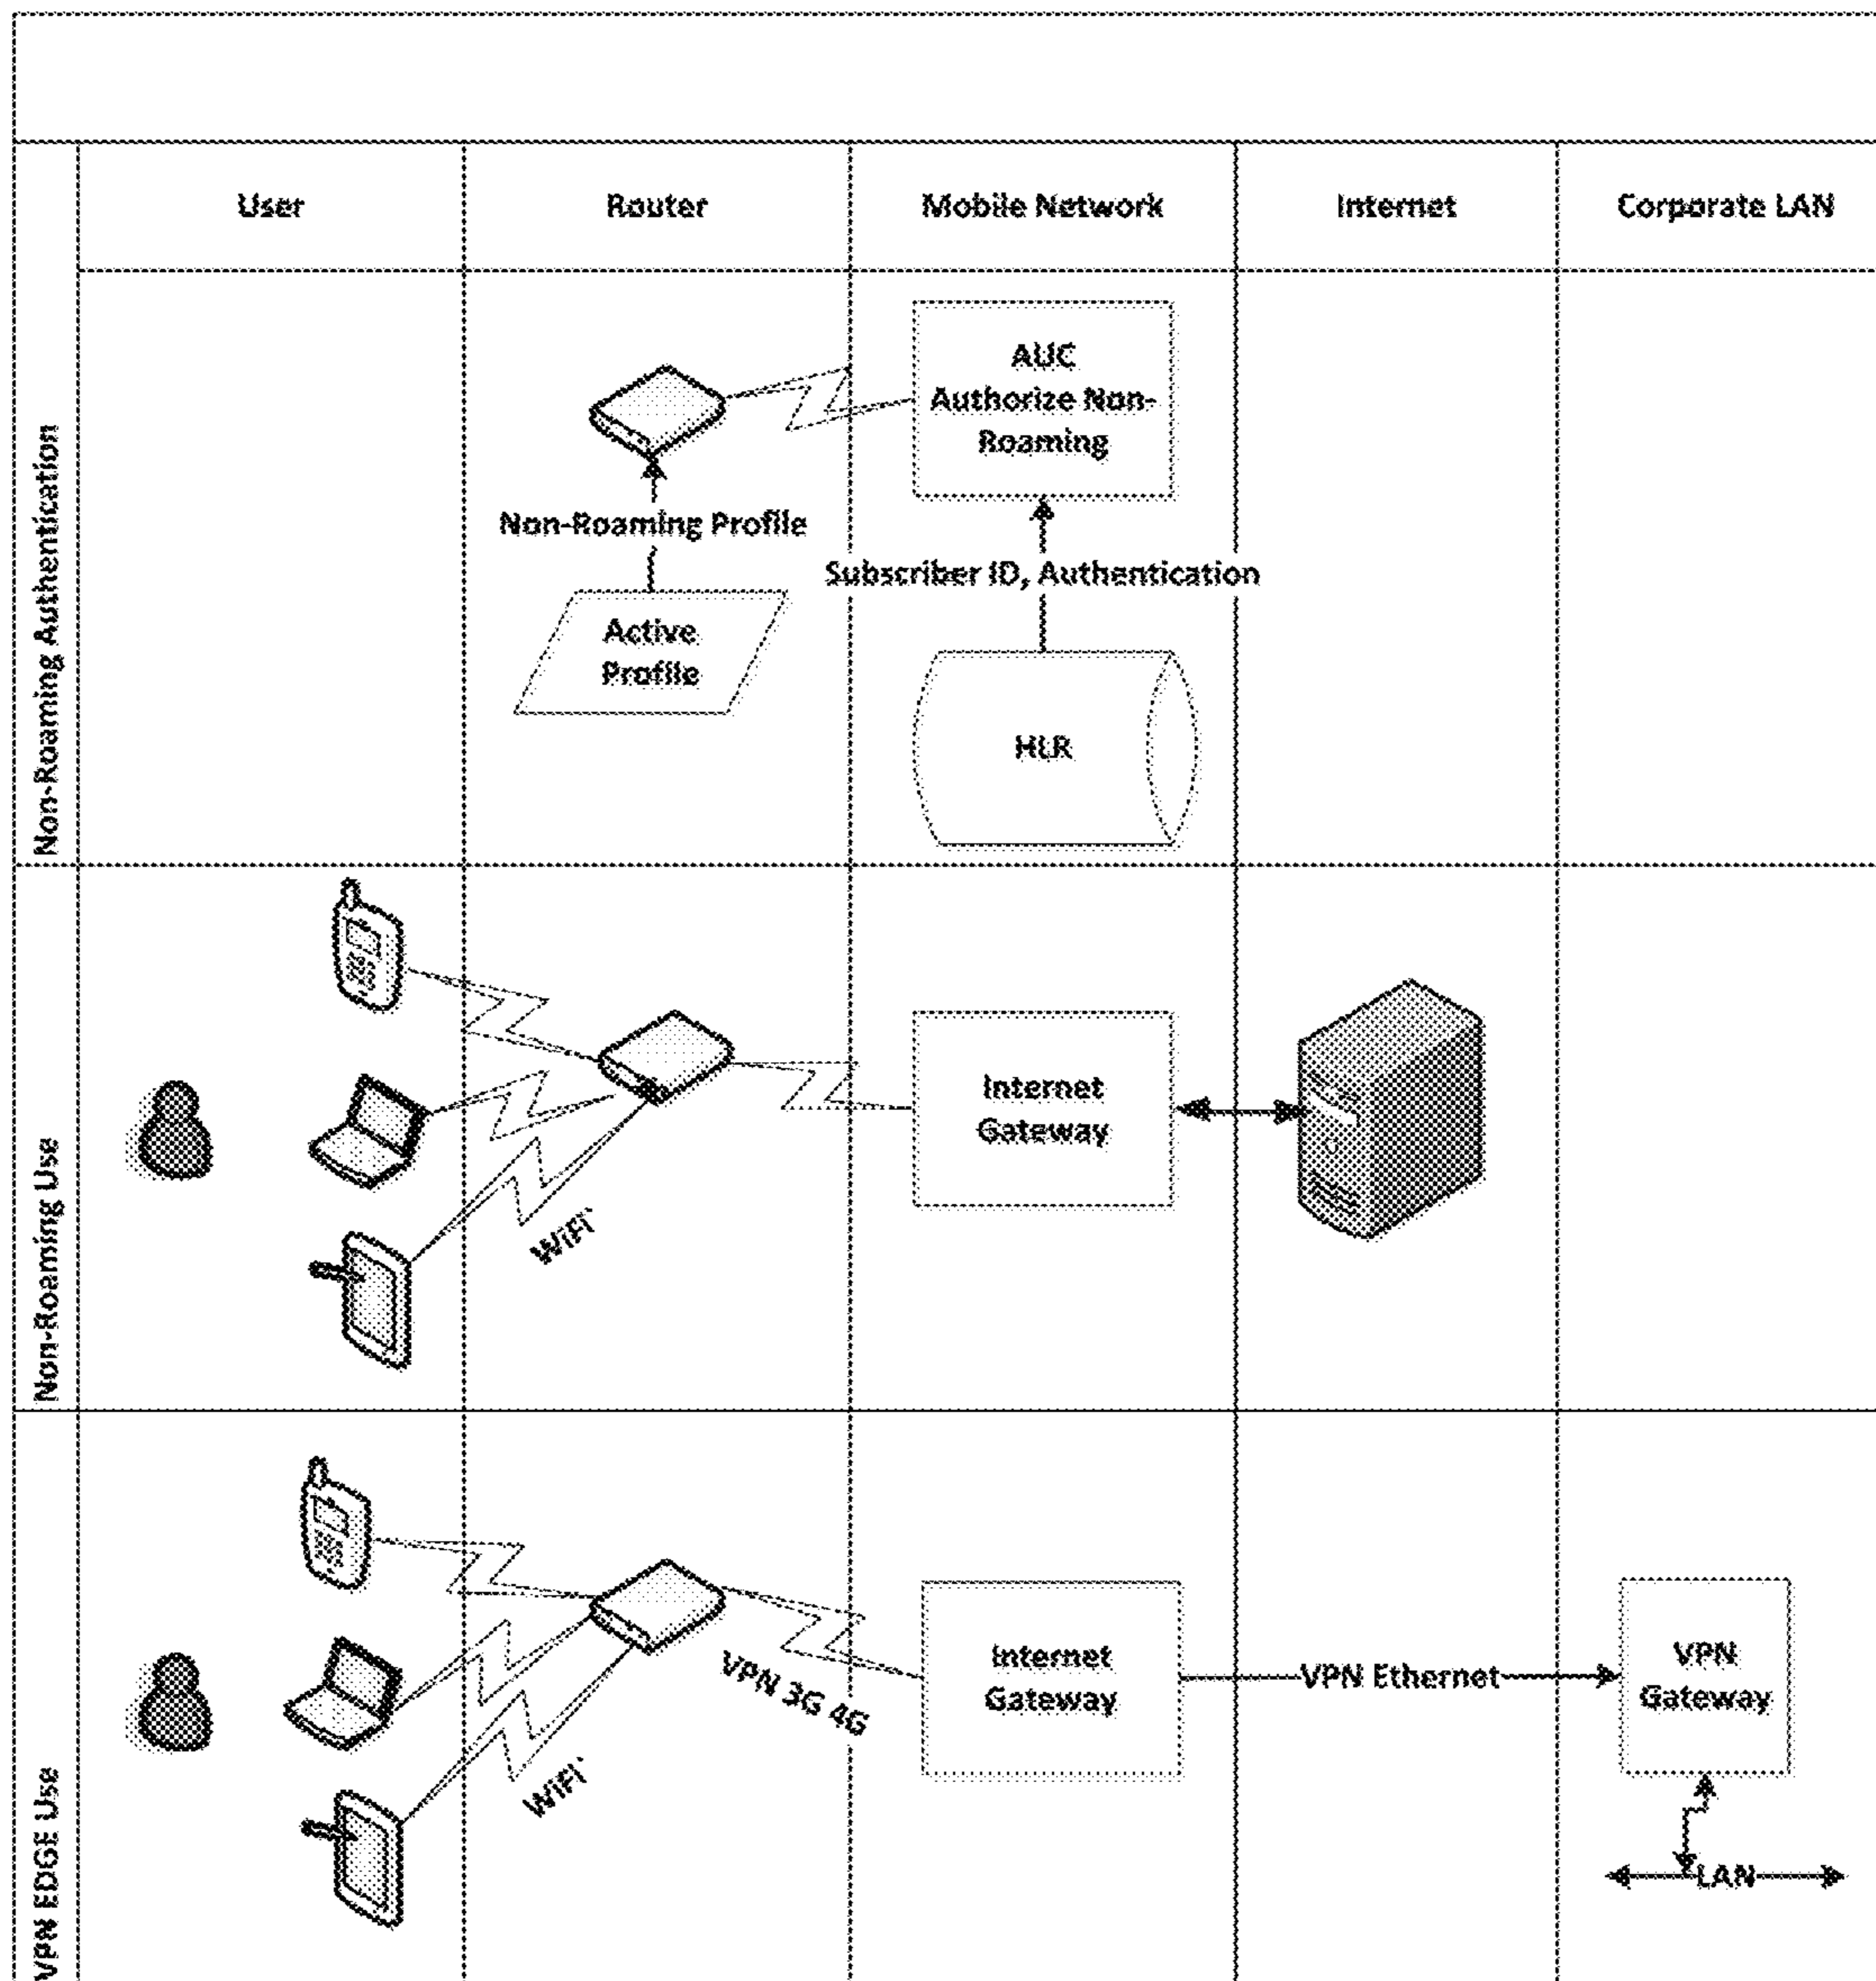 User
Router
Mobile Network
Internet
Corporate LAN
Non-Roaming Authentication
AUC
Authorize Non-
Roaming
Non-Roaming Profile
Subscriber ID, Authentication
Active
Profile
HLR
Non-Roaming Use
Internet
Gateway
WiFi
VPN EDGE Use
Internet
Gateway
VPN 3G 4G
VPN Ethernet
VPN
Gateway
WiFi
LAN